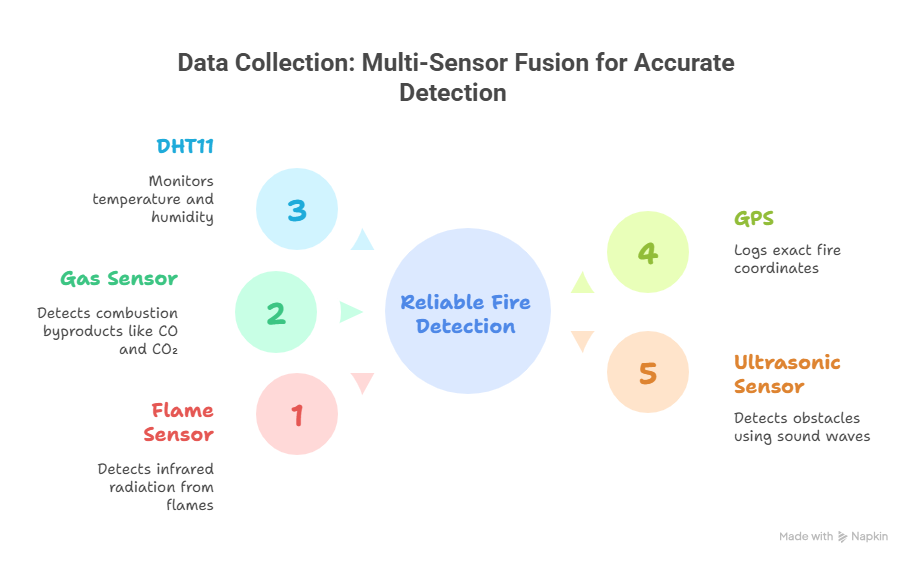 Data Collection: Multi-Sensor Fusion for Accurate
Detection
DHT11
Monitors
temperature and
humidity
3
Gas Sensor
Detects combustion
byproducts like CO
and CO₂
2
Flame
Sensor
Detects infrared
radiation from
flames
1
Reliable Fire
Detection
4
GPS
Logs exact fire
coordinates
5
Ultrasonic
Sensor
Detects obstacles
using sound waves
Made with Napkin